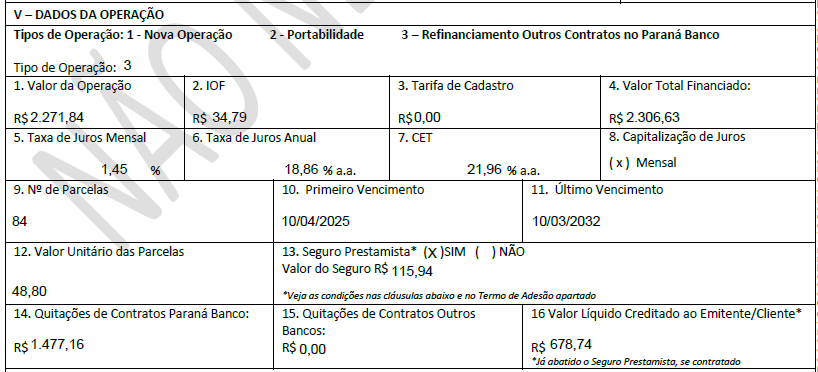 V – DADOS DA OPERAÇÃO
Tipos de Operação: 1 - Nova Operação 2 - Portabilidade 3 – Refinanciamento Outros Contratos no Paraná Banco
Tipo de Operação: 3
1. Valor da Operação
R$ 2.271,84
2. IOF
R$ 34,79
3. Tarifa de Cadastro
R$0,00
4. Valor Total Financiado:
R$ 2.306,63
5. Taxa de Juros Mensal
1,45 %
6. Taxa de Juros Anual
18,86 % a.a.
7. CET
21,96 % a.a.
8. Capitalização de Juros
( x ) Mensal
9. Nº de Parcelas
84
10. Primeiro Vencimento
10/04/2025
11. Último Vencimento
10/03/2032
12. Valor Unitário das Parcelas
48,80
13. Seguro Prestamista* (X )SIM ( ) NÃO
Valor do Seguro R$ 115,94
*Veja as condições nas cláusulas abaixo e no Termo de Adesão apartado
14. Quitações de Contratos Paraná Banco:
R$ 1.477,16
15. Quitações de Contratos Outros
Bancos:
R$ 0,00
16 Valor Líquido Creditado ao Emitente/Cliente*
R$ 678,74
*Já abatido o Seguro Prestamista, se contratado
NÃO